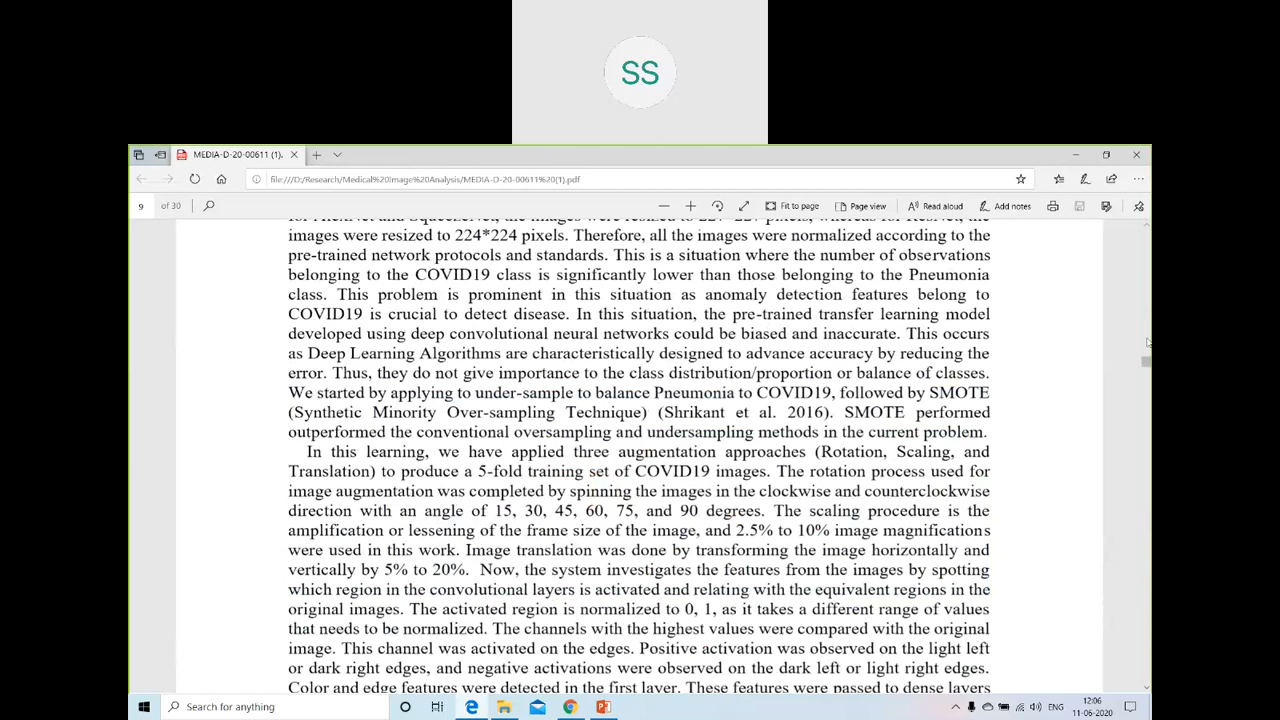 SS
MEDIA-D-20-00611 (1).
file:///D:/Research/Medical%20Image%20Analysis/MEDIA-D-20-00611%20(1).pdf
9 of 30 Fit to page Page view Read aloud Add notes
for AlexNet and SqueezeNet, the images were resized to 227*227 pixels, whereas for ResNet, the
images were resized to 224*224 pixels. Therefore, all the images were normalized according to the
pre-trained network protocols and standards. This is a situation where the number of observations
belonging to the COVID19 class is significantly lower than those belonging to the Pneumonia
class. This problem is prominent in this situation as anomaly detection features belong to
COVID19 is crucial to detect disease. In this situation, the pre-trained transfer learning model
developed using deep convolutional neural networks could be biased and inaccurate. This occurs
as Deep Learning Algorithms are characteristically designed to advance accuracy by reducing the
error. Thus, they do not give importance to the class distribution/proportion or balance of classes.
We started by applying to under-sample to balance Pneumonia to COVID19, followed by SMOTE
(Synthetic Minority Over-sampling Technique) (Shrikant et al. 2016). SMOTE performed
outperformed the conventional oversampling and undersampling methods in the current problem.
In this learning, we have applied three augmentation approaches (Rotation, Scaling, and
Translation) to produce a 5-fold training set of COVID19 images. The rotation process used for
image augmentation was completed by spinning the images in the clockwise and counterclockwise
direction with an angle of 15, 30, 45, 60, 75, and 90 degrees. The scaling procedure is the
amplification or lessening of the frame size of the image, and 2.5% to 10% image magnifications
were used in this work. Image translation was done by transforming the image horizontally and
vertically by 5% to 20%. Now, the system investigates the features from the images by spotting
which region in the convolutional layers is activated and relating with the equivalent regions in the
original images. The activated region is normalized to 0, 1, as it takes a different range of values
that needs to be normalized. The channels with the highest values were compared with the original
image. This channel was activated on the edges. Positive activation was observed on the light left
or dark right edges, and negative activations were observed on the dark left or light right edges.
Color and edge features were detected in the first layer. These features were passed to dense layers
Search for anything
ENG
12:06
11-06-2020